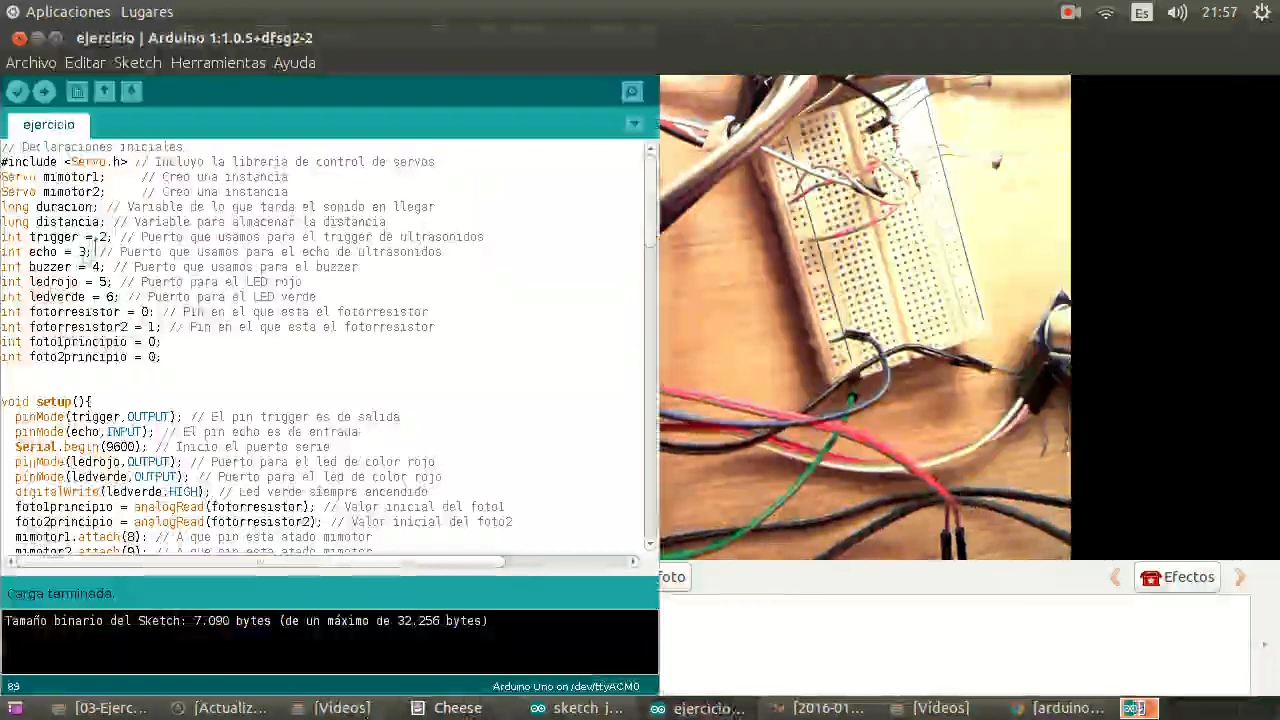 Aplicaciones Lugares
Es 21:57
ejercicio | Arduino 1:1.0.5+dfsg2-2
Archivo Editar Sketch Herramientas Ayuda
ejercicio
// Declaraciones iniciales
#include <Servo.h> // Incluyo la libreria de control de servos
Servo mimotor1; // Creo una instancia
Servo mimotor2; // Creo una instancia
long duracion; // Variable de lo que tarda el sonido en llegar
long distancia; // Variable para almacenar la distancia
int trigger = 2; // Puerto que usamos para el trigger de ultrasonidos
int echo = 3; // Puerto que usamos para el echo de ultrasonidos
int buzzer = 4; // Puerto que usamos para el buzzer
int ledrojo = 5; // Puerto para el LED rojo
int ledverde = 6; // Puerto para el LED verde
int fotorresistor = 0; // Pin en el que esta el fotorresistor
int fotorresistor2 = 1; // Pin en el que esta el fotorresistor
int foto1principio = 0;
int foto2principio = 0;
void setup(){
pinMode(trigger,OUTPUT); // El pin trigger es de salida
pinMode(echo,INPUT); // El pin echo es de entrada
Serial.begin(9600); // Inicio el puerto serie
pinMode(ledrojo,OUTPUT); // Puerto para el led de color rojo
pinMode(ledverde,OUTPUT); // Puerto para el led de color rojo
digitalWrite(ledverde,HIGH); // Led verde siempre encendido
foto1principio = analogRead(fotorresistor); // Valor inicial del foto1
foto2principio = analogRead(fotorresistor2); // Valor inicial del foto2
mimotor1.attach(8); // A que pin esta atado mimotor
mimotor2.attach(9); // A que pin esta atado mimotor
foto Efectos
Carga terminada.
Tamaño binario del Sketch: 7.090 bytes (de un máximo de 32.256 bytes)
89 Arduino Uno on /dev/ttyACM0
[03-Ejerc... [Actualiz... [Vídeos] Cheese sketch_j... ejercicio... [2016-01... [Vídeos] [arduino...